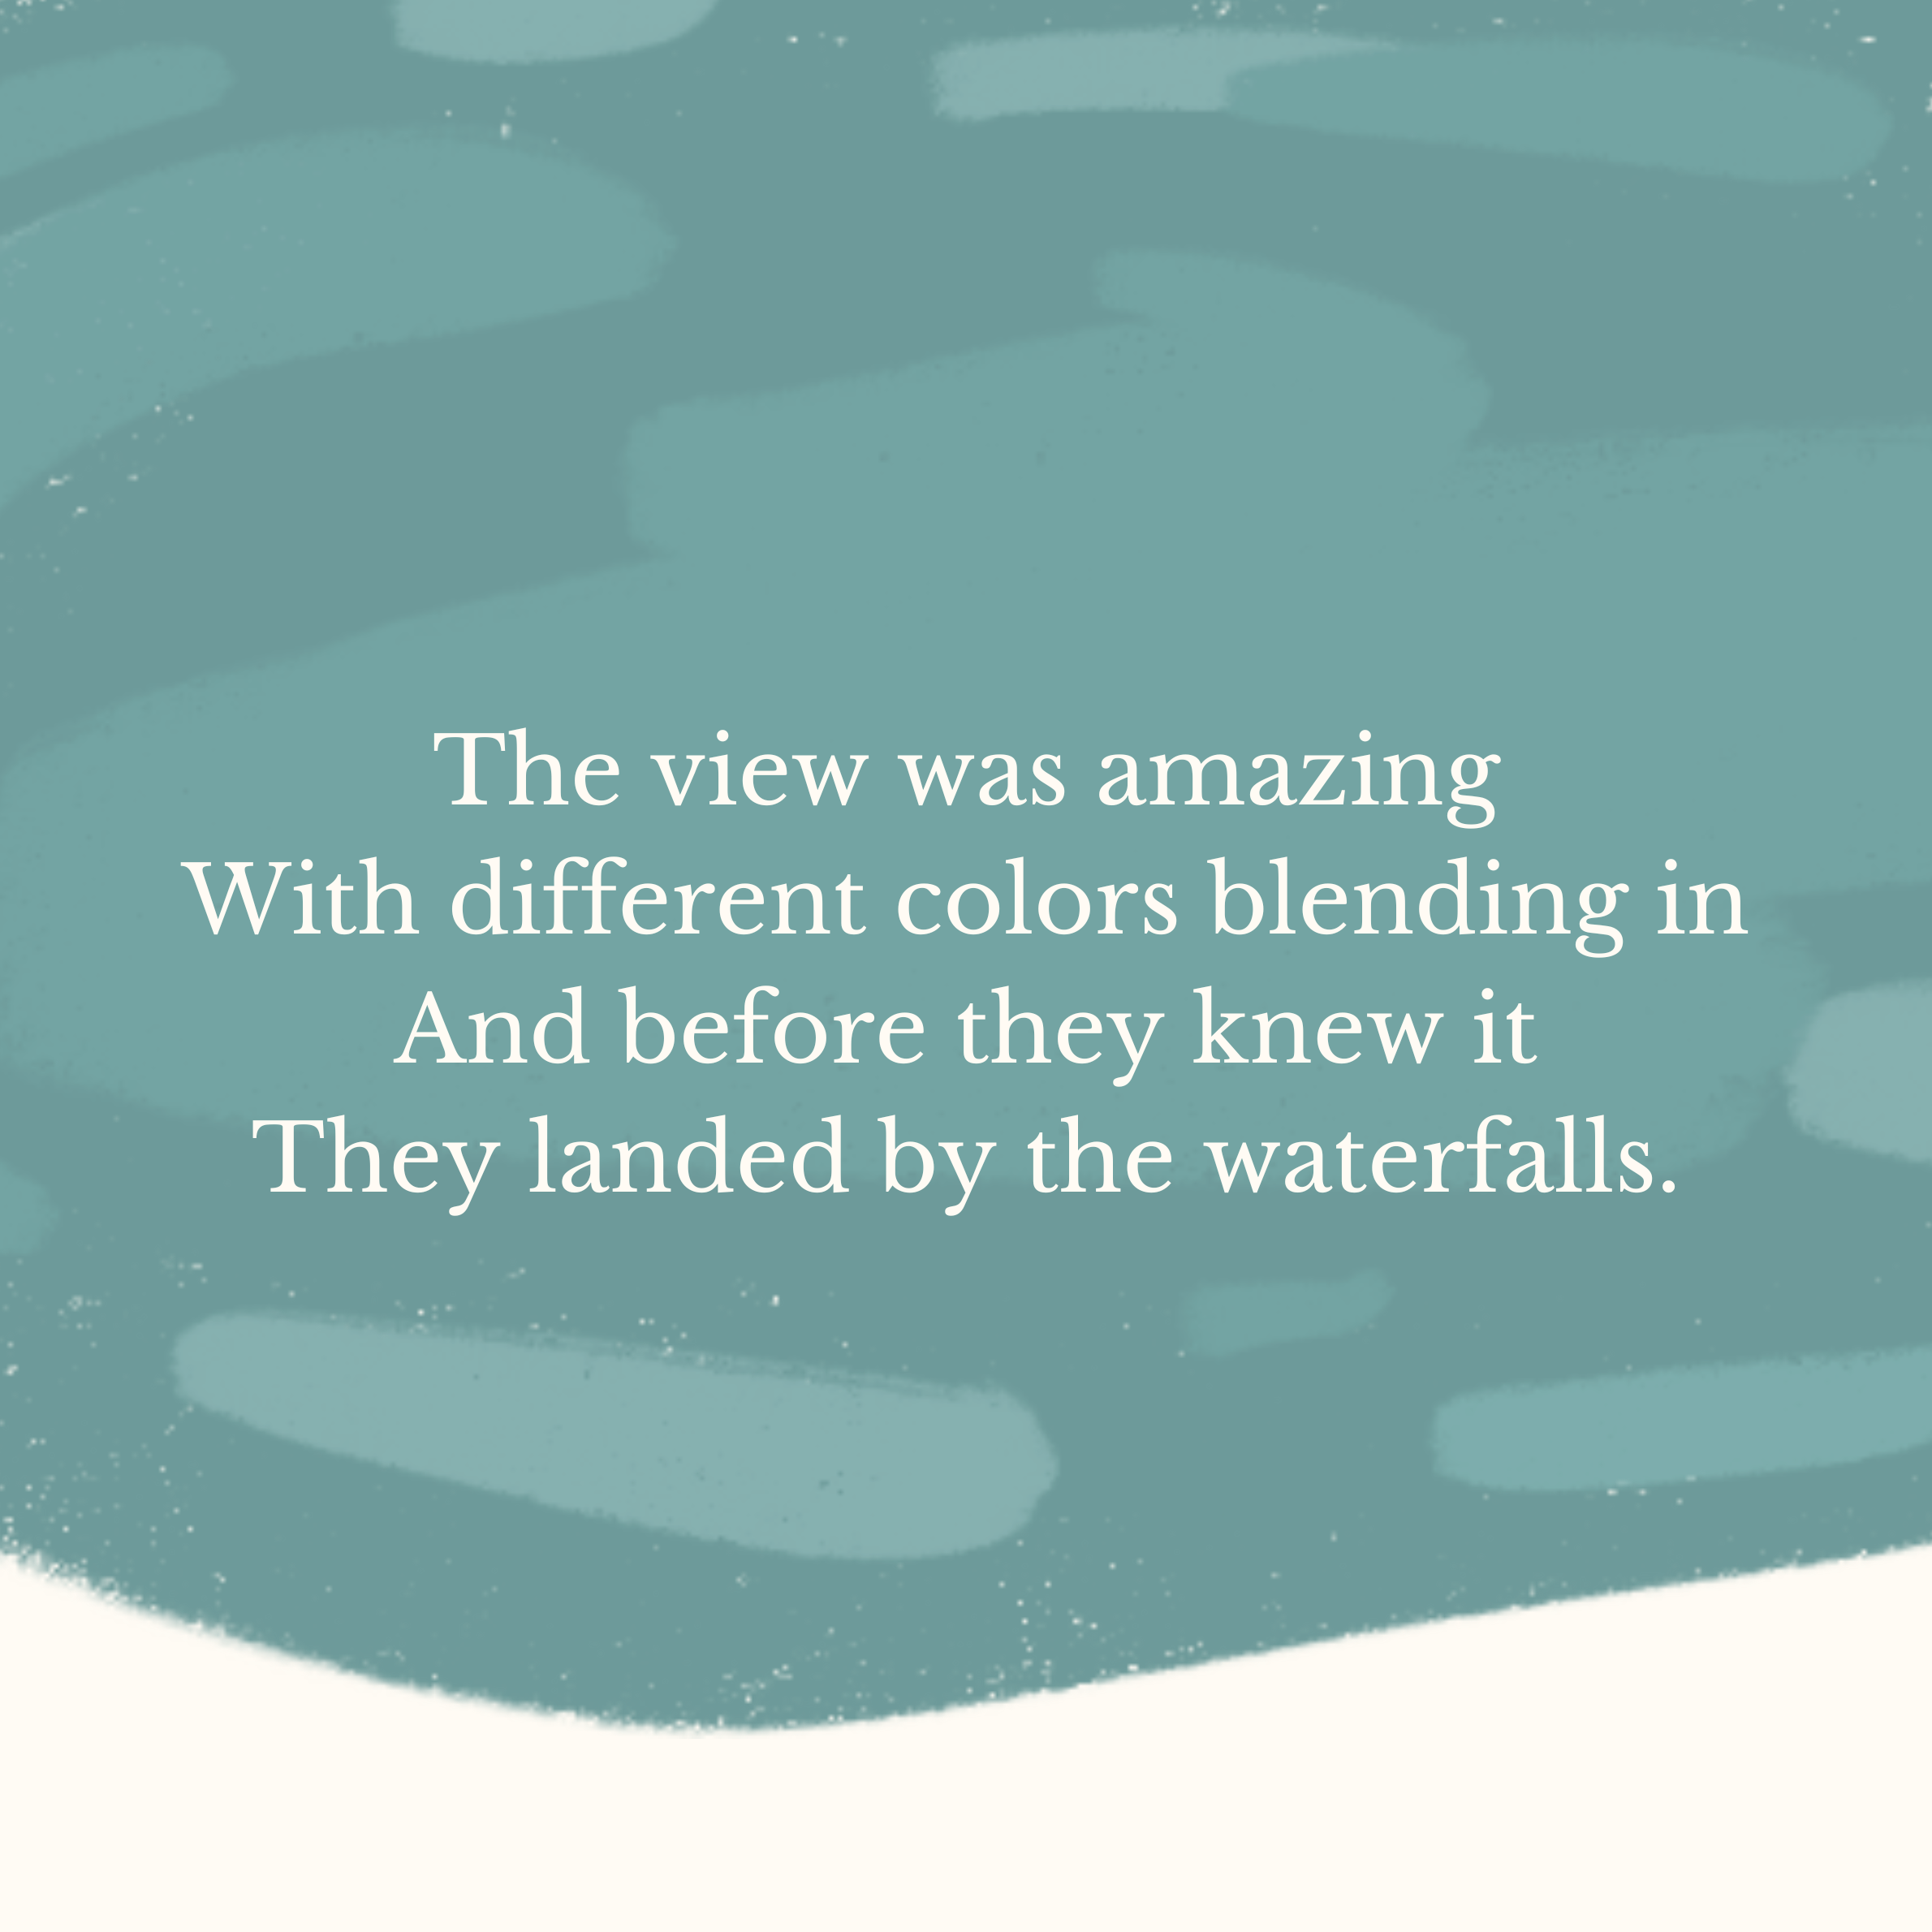 The view was amazing
With different colors blending in
And before they knew it
They landed by the waterfalls.